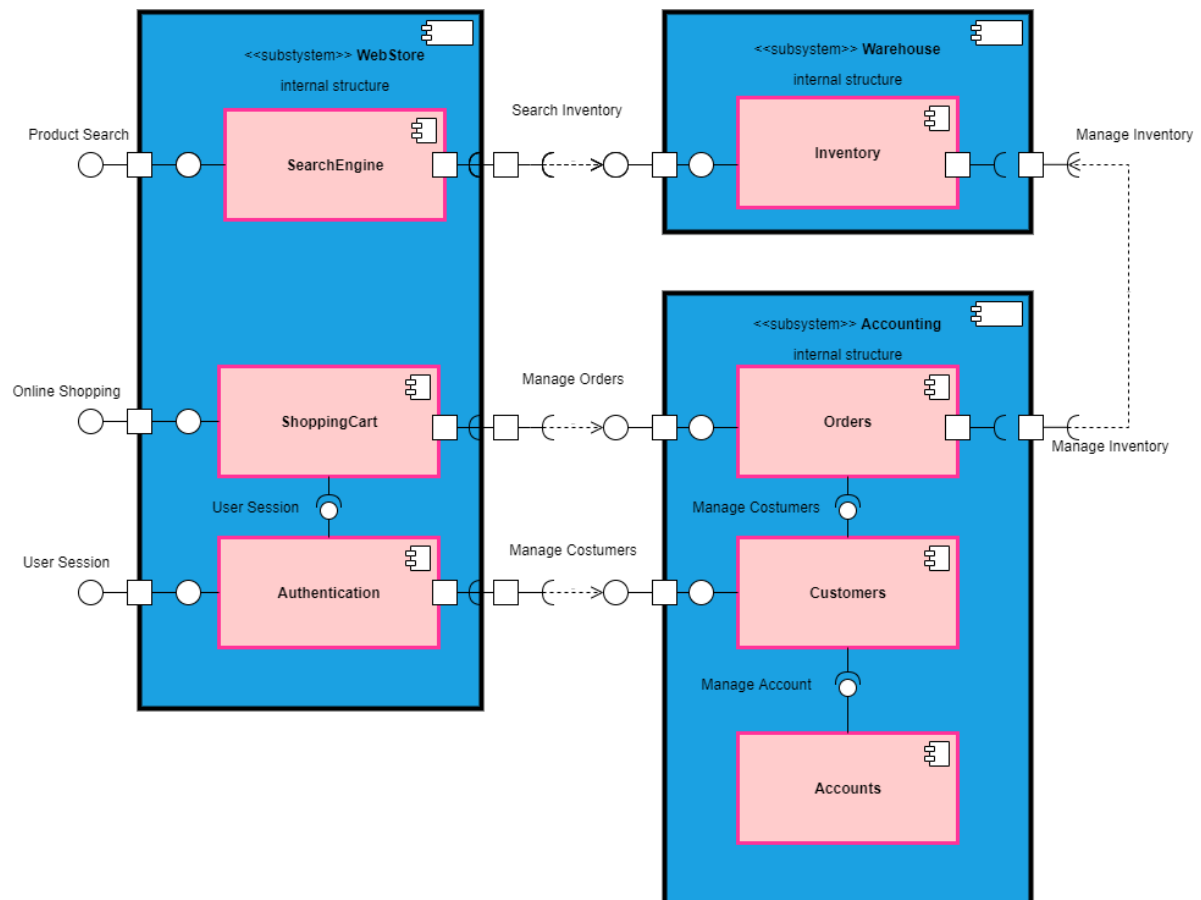 <<substystem>> WebStore
internal structure
Product Search
SearchEngine
Search Inventory
<<subsystem>> Warehouse
internal structure
Inventory
Manage Inventory
<<subsystem>> Accounting
internal structure
Online Shopping
ShoppingCart
Manage Orders
Orders
Manage Inventory
User Session
Manage Costumers
User Session
Authentication
Manage Costumers
Customers
Manage Account
Accounts